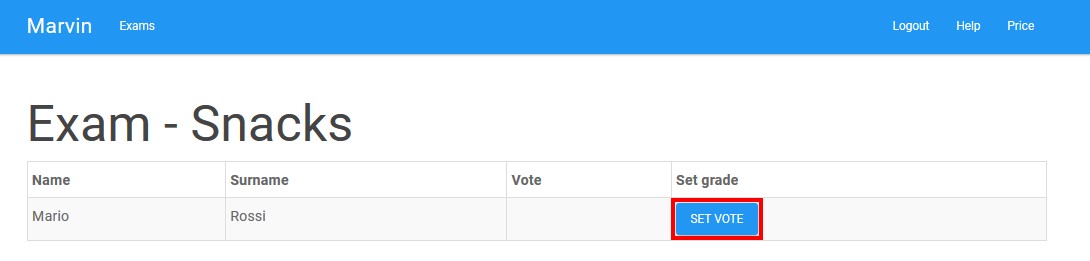 Marvin Exams Logout Help Price
Exam - Snacks
Name Surname Vote Set grade
Mario Rossi SET VOTE